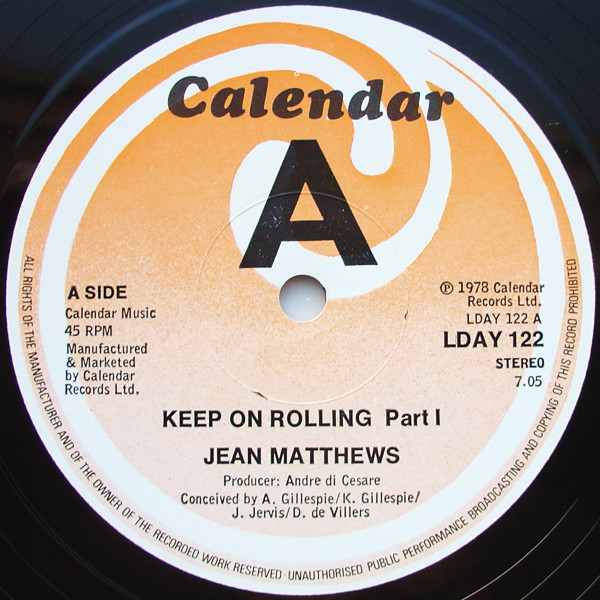 Calendar
A
A SIDE
Calendar Music
45 RPM
Manufactured
& Marketed
by Calendar
Records Ltd.
℗ 1978 Calendar
Records Ltd.
LDAY 122 A
LDAY 122
STEREO
7.05
KEEP ON ROLLING Part I
JEAN MATTHEWS
Producer: Andre di Cesare
Conceived by A. Gillespie/K. Gillespie/
J. Jervis/D. de Villers
ALL RIGHTS OF THE MANUFACTURER AND OF THE OWNER OF THE RECORDED WORK RESERVED · UNAUTHORISED PUBLIC PERFORMANCE BROADCASTING AND COPYING OF THIS RECORD PROHIBITED